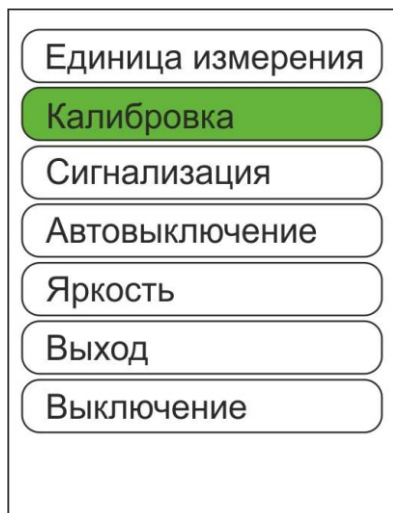 Единица измерения
Калибровка
Сигнализация
Автовыключение
Яркость
Выход
Выключение